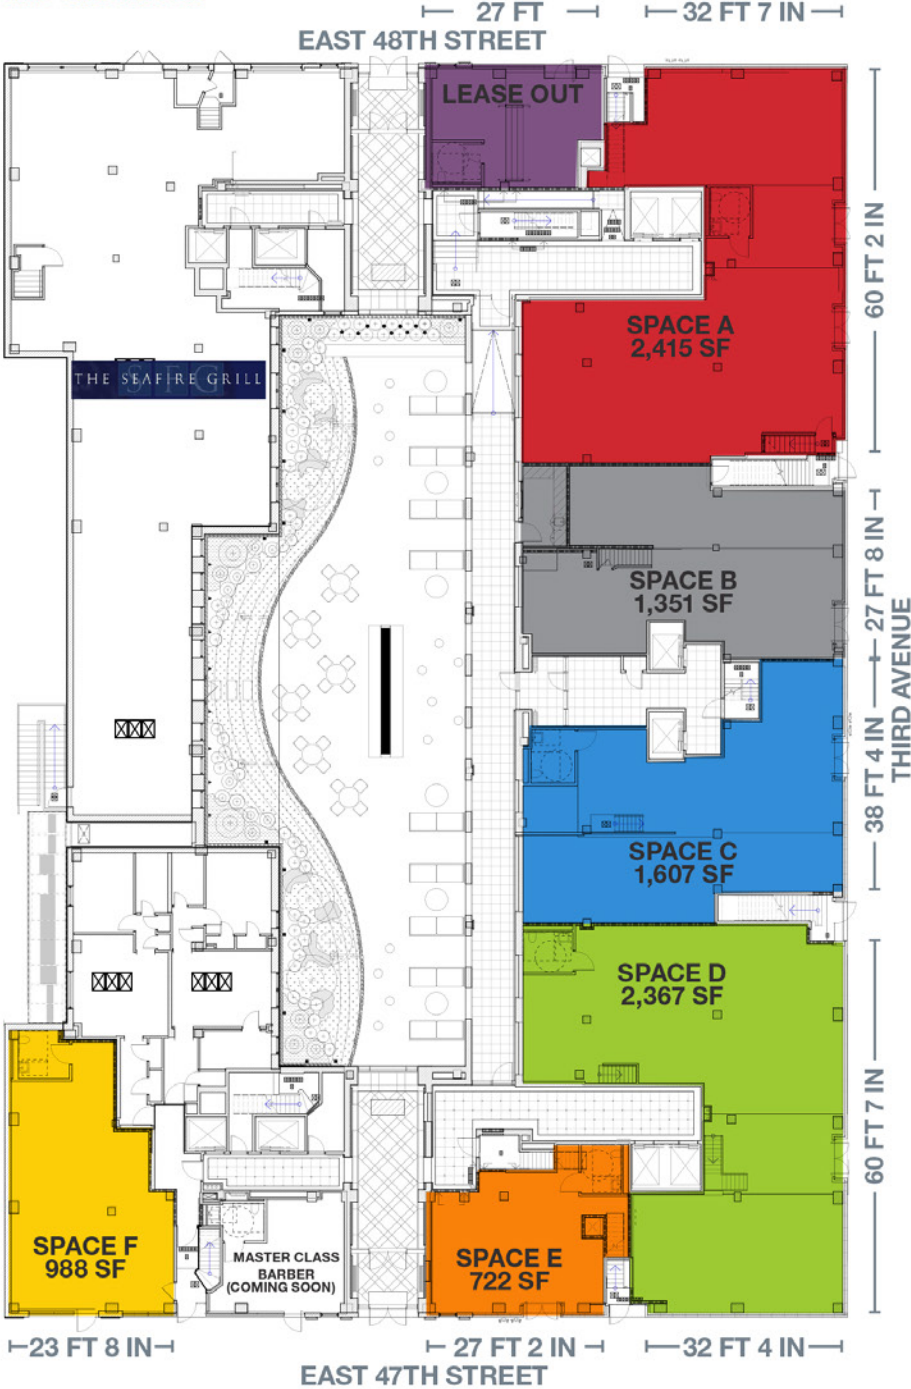 27 FT
32 FT 7 IN
EAST 48TH STREET
LEASE OUT
60 FT 2 IN
SPACE A
2,415 SF
THE SEAFIRE GRILL
27 FT 8 IN
SPACE B
1,351 SF
THIRD AVENUE
38 FT 4 IN
SPACE C
1,607 SF
SPACE D
2,367 SF
60 FT 7 IN
SPACE F
988 SF
MASTER CLASS
BARBER
(COMING SOON)
SPACE E
722 SF
23 FT 8 IN
27 FT 2 IN
32 FT 4 IN
EAST 47TH STREET